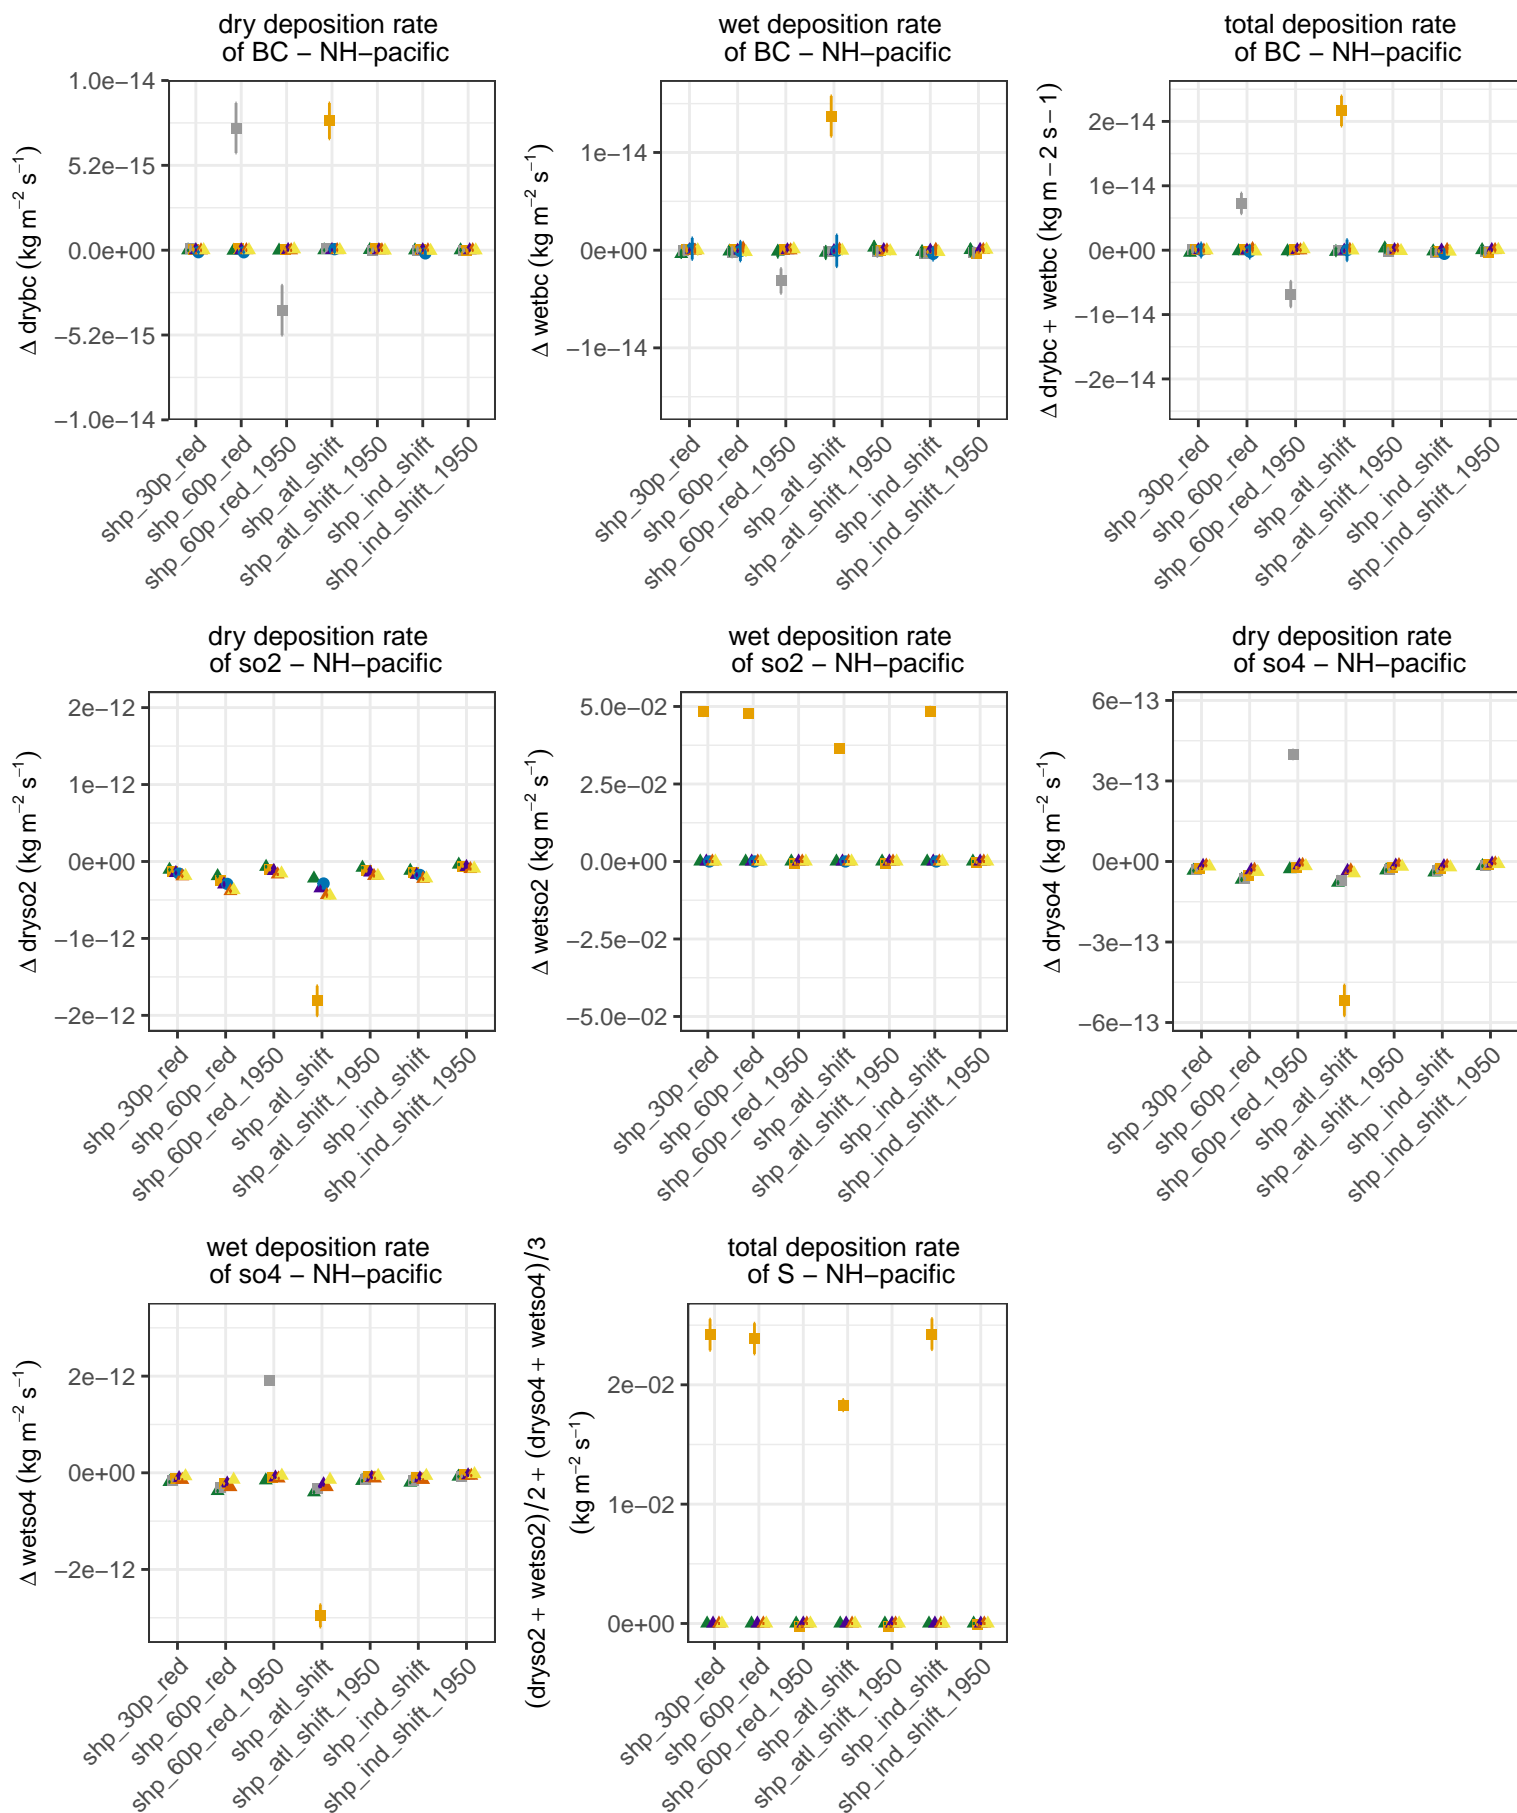 dry deposition rate
of BC − NH−pacific
Δ drybc (kg m−2 s−1)
1.0e−14
5.2e−15
0.0e+00
−5.2e−15
−1.0e−14
shp_30p_red
shp_60p_red
shp_60p_red_1950
shp_atl_shift
shp_atl_shift_1950
shp_ind_shift
shp_ind_shift_1950
wet deposition rate
of BC − NH−pacific
Δ wetbc (kg m−2 s−1)
1e−14
0e+00
−1e−14
shp_30p_red
shp_60p_red
shp_60p_red_1950
shp_atl_shift
shp_atl_shift_1950
shp_ind_shift
shp_ind_shift_1950
total deposition rate
of BC − NH−pacific
Δ drybc + wetbc (kg m − 2 s − 1)
2e−14
1e−14
0e+00
−1e−14
−2e−14
shp_30p_red
shp_60p_red
shp_60p_red_1950
shp_atl_shift
shp_atl_shift_1950
shp_ind_shift
shp_ind_shift_1950
dry deposition rate
of so2 − NH−pacific
Δ dryso2 (kg m−2 s−1)
2e−12
1e−12
0e+00
−1e−12
−2e−12
shp_30p_red
shp_60p_red
shp_60p_red_1950
shp_atl_shift
shp_atl_shift_1950
shp_ind_shift
shp_ind_shift_1950
wet deposition rate
of so2 − NH−pacific
Δ wetso2 (kg m−2 s−1)
5.0e−02
2.5e−02
0.0e+00
−2.5e−02
−5.0e−02
shp_30p_red
shp_60p_red
shp_60p_red_1950
shp_atl_shift
shp_atl_shift_1950
shp_ind_shift
shp_ind_shift_1950
dry deposition rate
of so4 − NH−pacific
Δ dryso4 (kg m−2 s−1)
6e−13
3e−13
0e+00
−3e−13
−6e−13
shp_30p_red
shp_60p_red
shp_60p_red_1950
shp_atl_shift
shp_atl_shift_1950
shp_ind_shift
shp_ind_shift_1950
wet deposition rate
of so4 − NH−pacific
Δ wetso4 (kg m−2 s−1)
2e−12
0e+00
−2e−12
shp_30p_red
shp_60p_red
shp_60p_red_1950
shp_atl_shift
shp_atl_shift_1950
shp_ind_shift
shp_ind_shift_1950
total deposition rate
of S − NH−pacific
(dryso2 + wetso2)/2 + (dryso4 + wetso4)/3
(kg m−2 s−1)
2e−02
1e−02
0e+00
shp_30p_red
shp_60p_red
shp_60p_red_1950
shp_atl_shift
shp_atl_shift_1950
shp_ind_shift
shp_ind_shift_1950